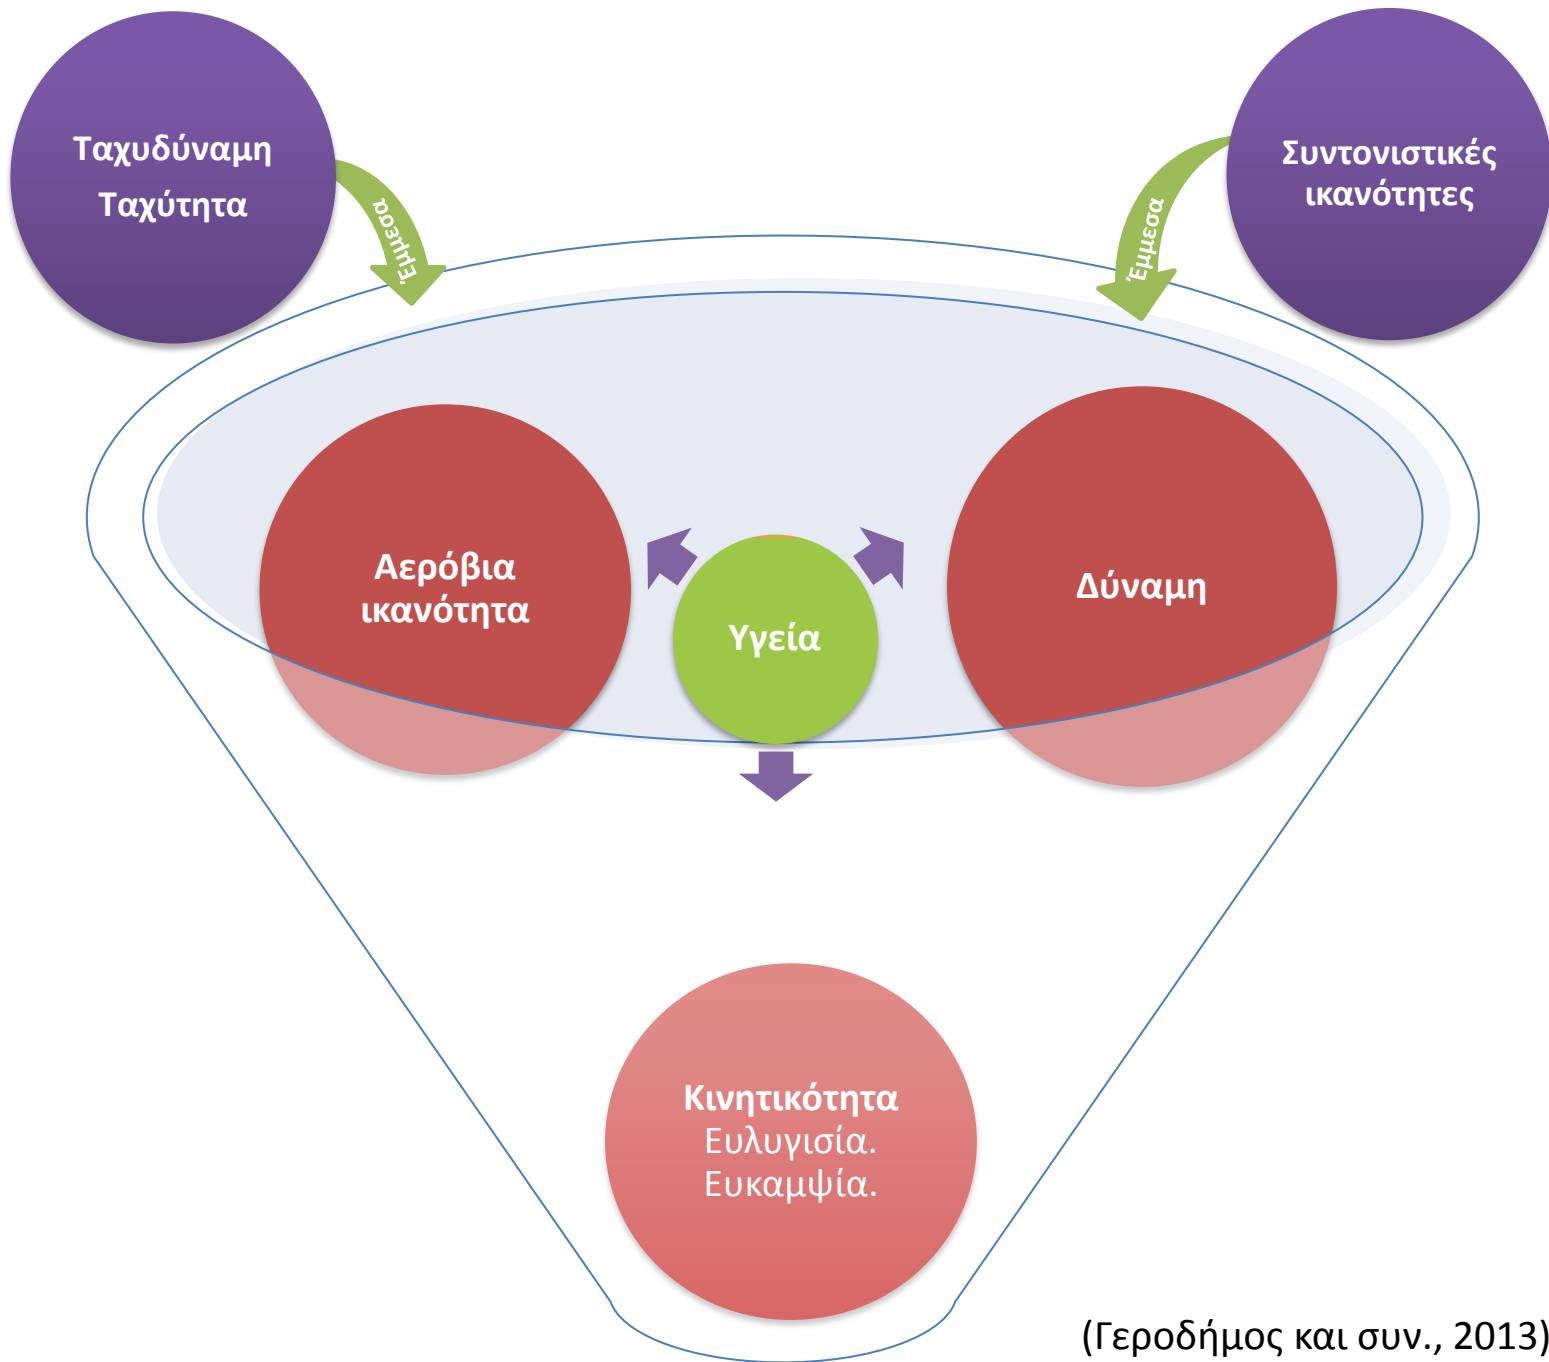 Ταχυδύναμη
Ταχύτητα
Έμμεσα
Συντονιστικές
ικανότητες
Έμμεσα
Αερόβια
ικανότητα
Υγεία
Δύναμη
Κινητικότητα
Ευλυγισία.
Ευκαμψία.
(Γεροδήμος και συν., 2013)